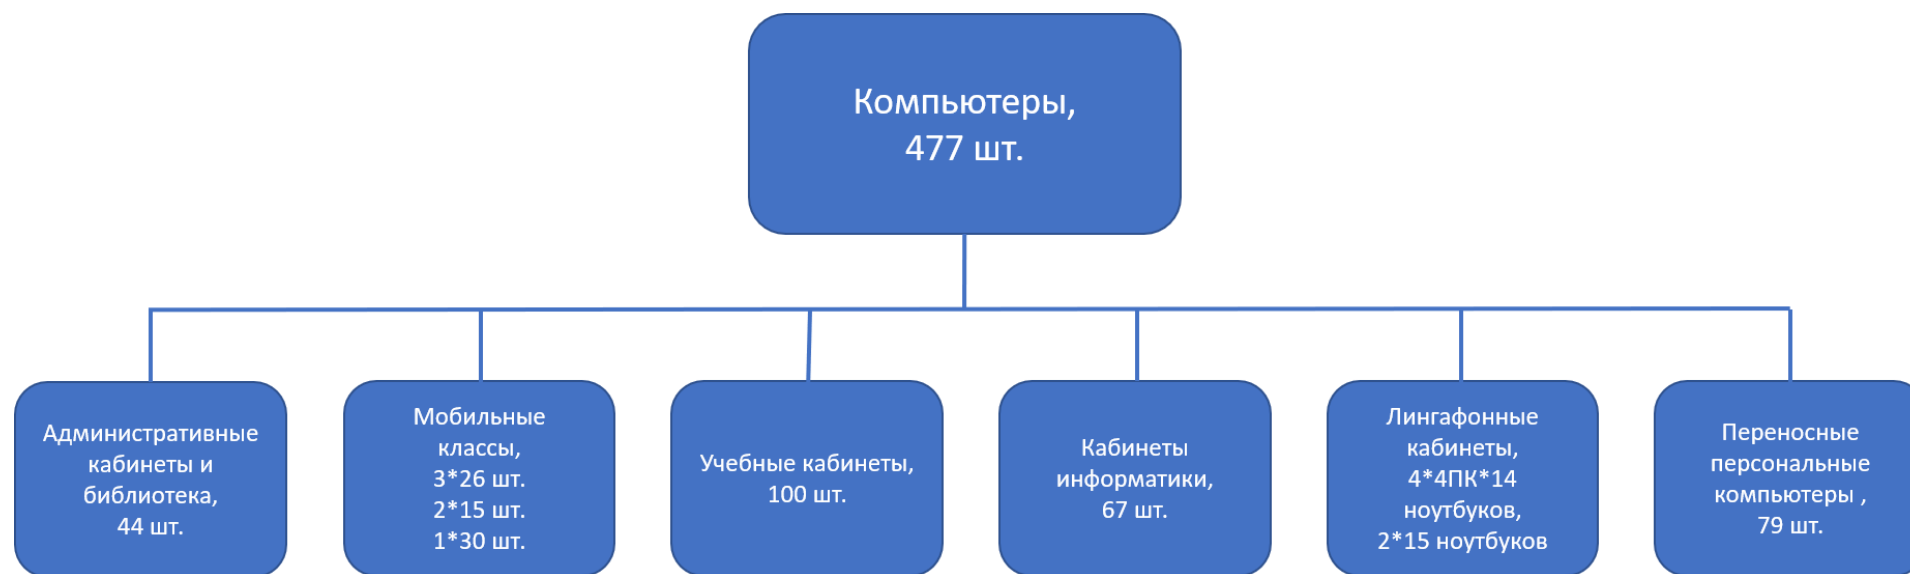 Компьютеры,
477 шт.
Административные
кабинеты и
библиотека,
44 шт.
Мобильные
классы,
3*26 шт.
2*15 шт.
1*30 шт.
Учебные кабинеты,
100 шт.
Кабинеты
информатики,
67 шт.
Лингафонные
кабинеты,
4*4ПК*14
ноутбуков,
2*15 ноутбуков
Переносные
персональные
компьютеры ,
79 шт.